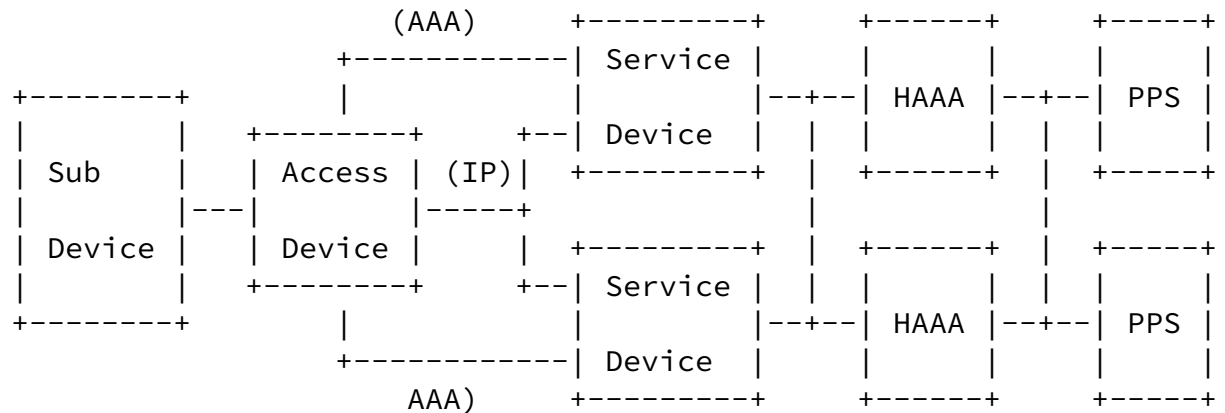 (AAA)
Service
HAAA
PPS
Device
Sub
Access
(IP)
Device
Device
Service
HAAA
PPS
Device
AAA)